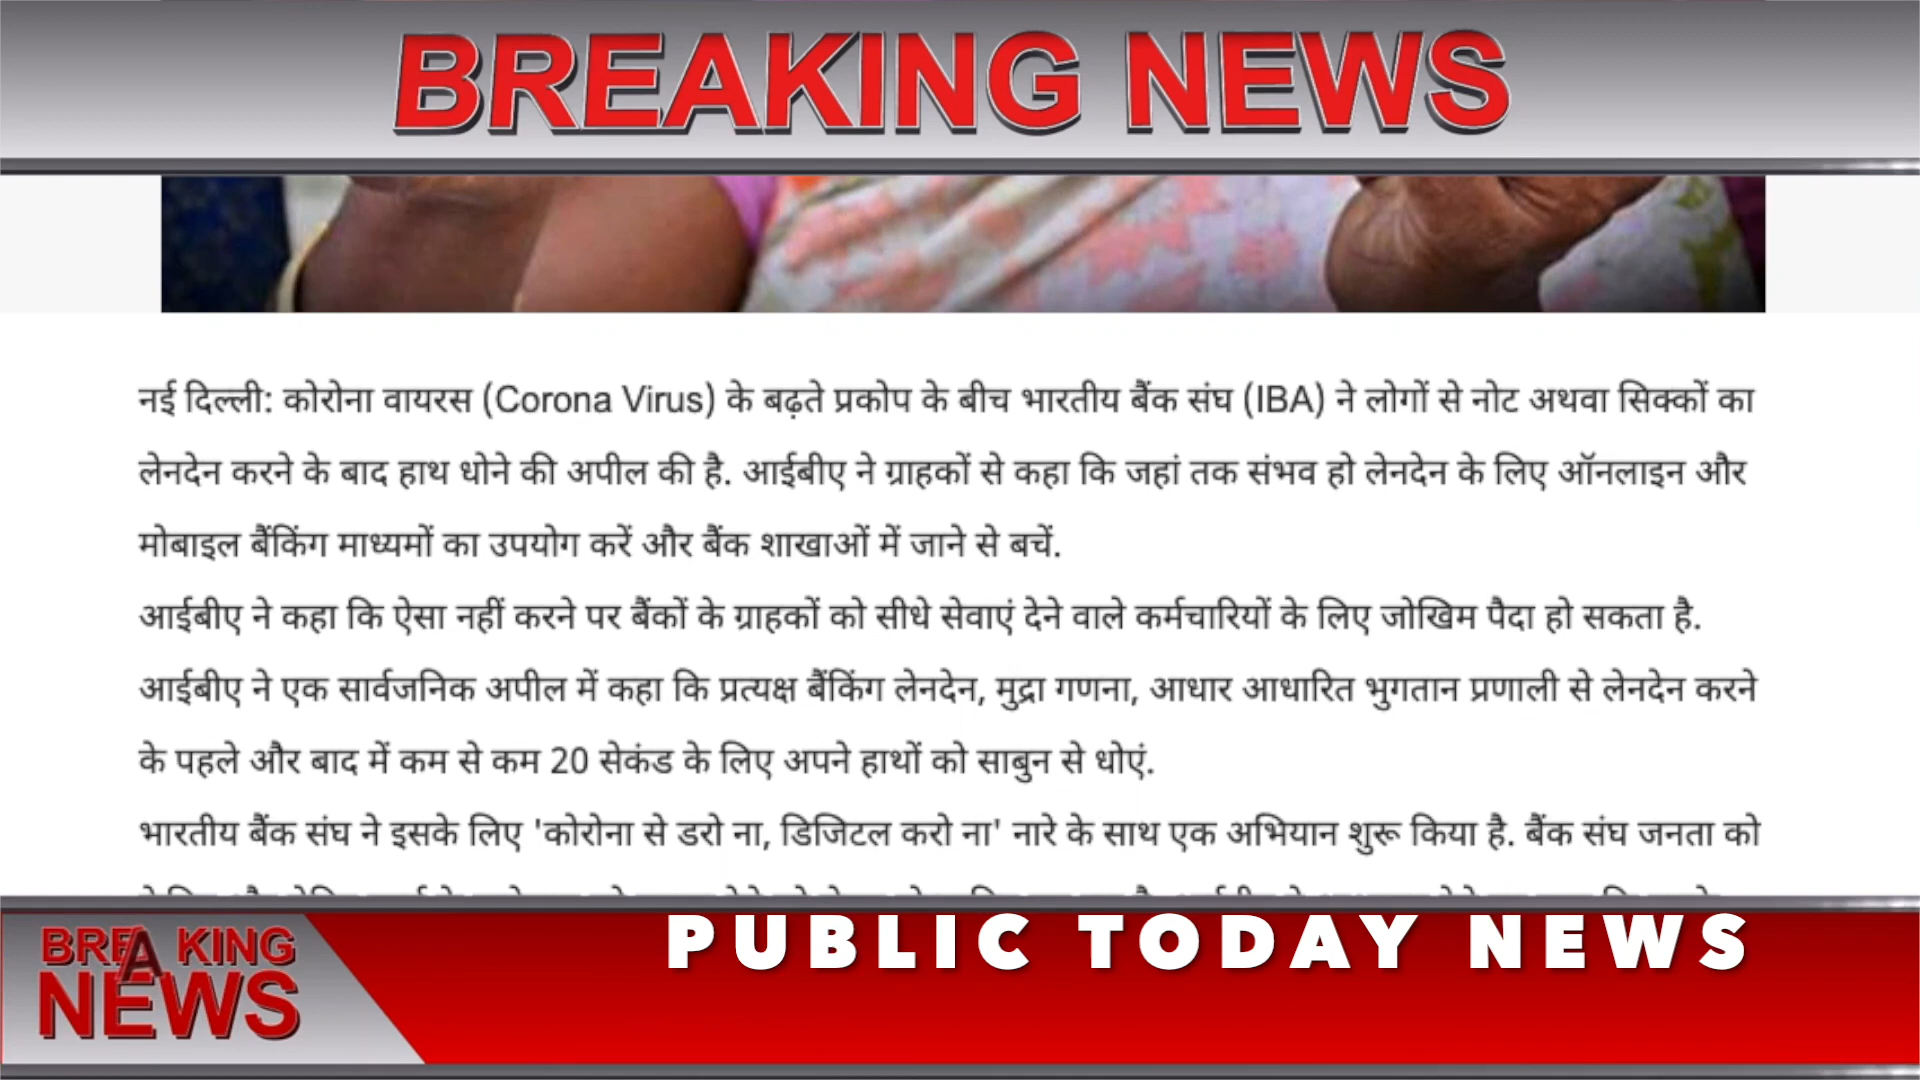 BREAKING NEWS
नई दिल्ली: कोरोना वायरस (Corona Virus) के बढ़ते प्रकोप के बीच भारतीय बैंक संघ (IBA) ने लोगों से नोट अथवा सिक्कों का
लेनदेन करने के बाद हाथ धोने की अपील की है. आईबीए ने ग्राहकों से कहा कि जहां तक संभव हो लेनदेन के लिए ऑनलाइन और
मोबाइल बैंकिंग माध्यमों का उपयोग करें और बैंक शाखाओं में जाने से बचें.
आईबीए ने कहा कि ऐसा नहीं करने पर बैंकों के ग्राहकों को सीधे सेवाएं देने वाले कर्मचारियों के लिए जोखिम पैदा हो सकता है.
आईबीए ने एक सार्वजनिक अपील में कहा कि प्रत्यक्ष बैंकिंग लेनदेन, मुद्रा गणना, आधार आधारित भुगतान प्रणाली से लेनदेन करने
के पहले और बाद में कम से कम 20 सेकंड के लिए अपने हाथों को साबुन से धोएं.
भारतीय बैंक संघ ने इसके लिए 'कोरोना से डरो ना, डिजिटल करो ना' नारे के साथ एक अभियान शुरू किया है. बैंक संघ जनता को
PUBLIC TODAY NEWS
BREAKING
NEWS